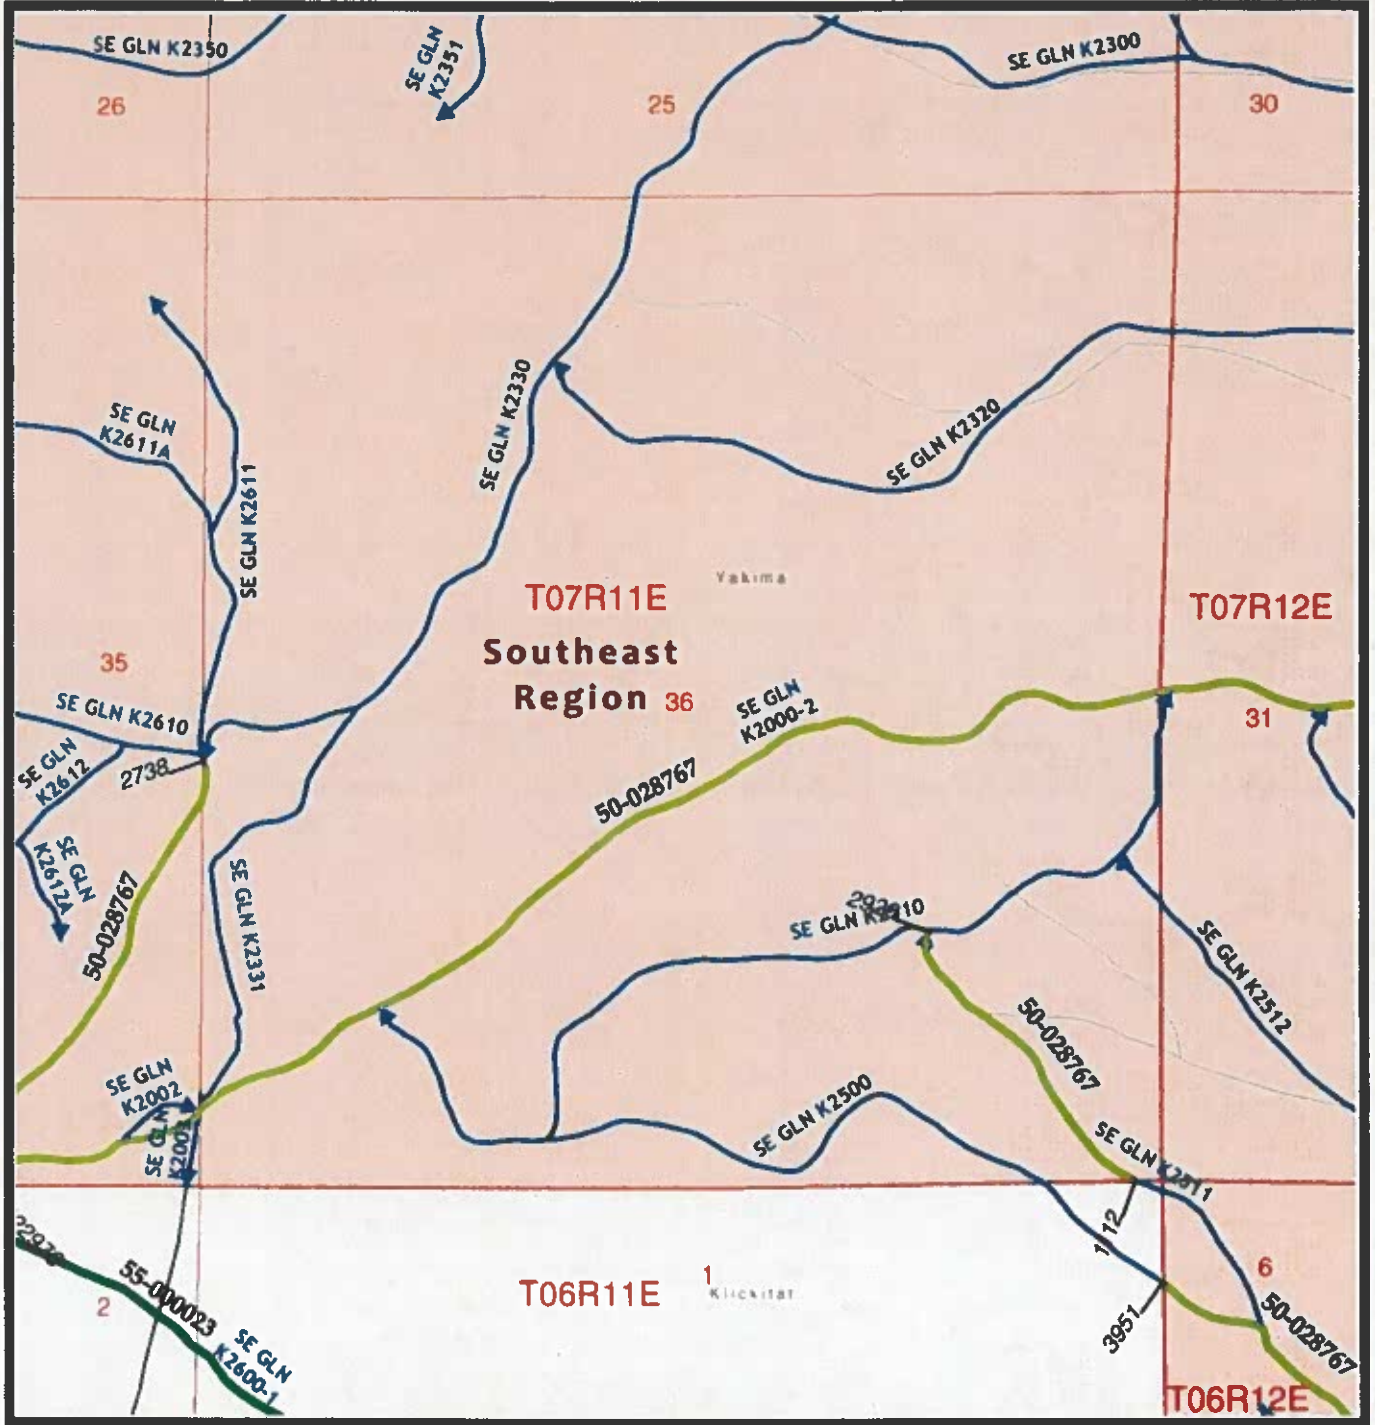 SE GLN K2350
SE GLN
K2351
SE GLN K2300
26
25
30
SE GLN K2330
SE GLN
K2611A
SE GLN K2611
SE GLN K2320
Yakima
T07R11E
T07R12E
Southeast
Region
36
35
SE GLN K2610
SE GLN
K2000-2
31
SE GLN
K2612
2738
50-028767
SE GLN
K2612A
50-028767
SE GLN K2331
SE GLN
SE GLN K2512
50-028767
SE GLN
K2002
SE GLN
SE GLN K2500
SE GLN
55-000023
2
SE GLN
K2600-1
T06R11E
1
Klickitat
3951
6
50-028767
T06R12E